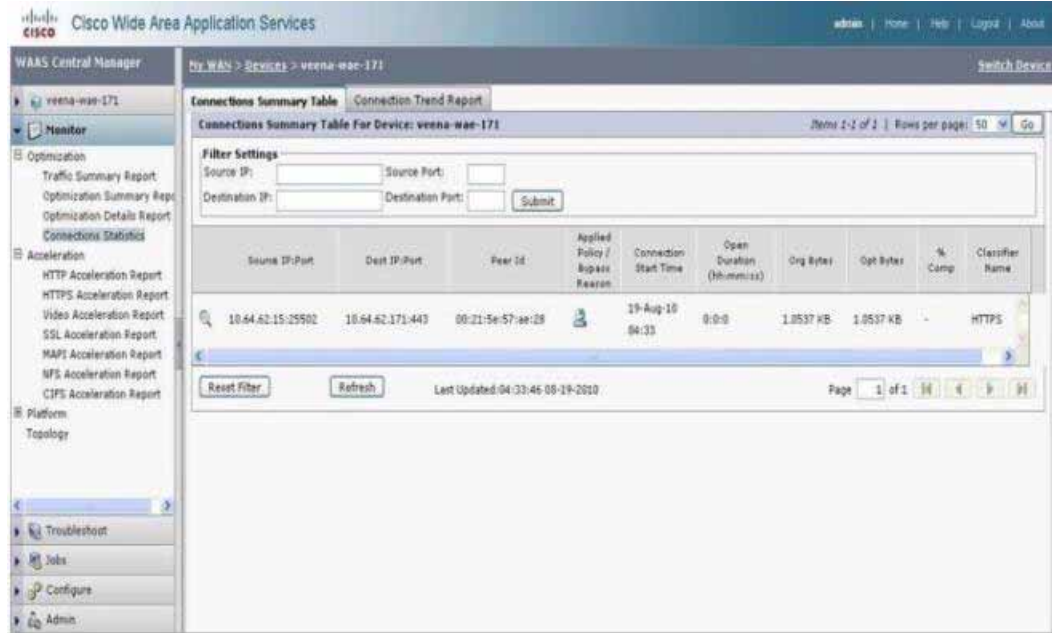 CISCO
Cisco Wide Area Application Services
admin | Home | Help | Logout | About
WAAS Central Manager
My WAN > Devices > veena-wae-171
Switch Device
veena-wae-171
Monitor
Optimization
Traffic Summary Report
Optimization Summary Repo
Optimization Details Report
Connections Statistics
Acceleration
HTTP Acceleration Report
HTTPS Acceleration Report
Video Acceleration Report
SSL Acceleration Report
MAPI Acceleration Report
NFS Acceleration Report
CIFS Acceleration Report
Platform
Topology
Troubleshoot
Jobs
Configure
Admin
Connections Summary Table
Connection Trend Report
Connections Summary Table For Device: veena-wae-171
Items 1-1 of 1 | Rows per page: 50 Go
Filter Settings
Source IP: Source Port:
Destination IP: Destination Port: Submit
Source IP:Port
Dest IP:Port
Peer Id
Applied Policy / Bypass Reason
Connection Start Time
Open Duration (hh:mm:ss)
Org Bytes
Opt Bytes
% Comp
Classifier Name
10.64.62.15:25502
10.64.62.171:443
00:21:5e:57:ae:28
19-Aug-10 04:33
0:0:0
1.0537 KB
1.0537 KB
-
HTTPS
Reset Filter
Refresh
Last Updated:04:33:46 08-19-2010
Page 1 of 1